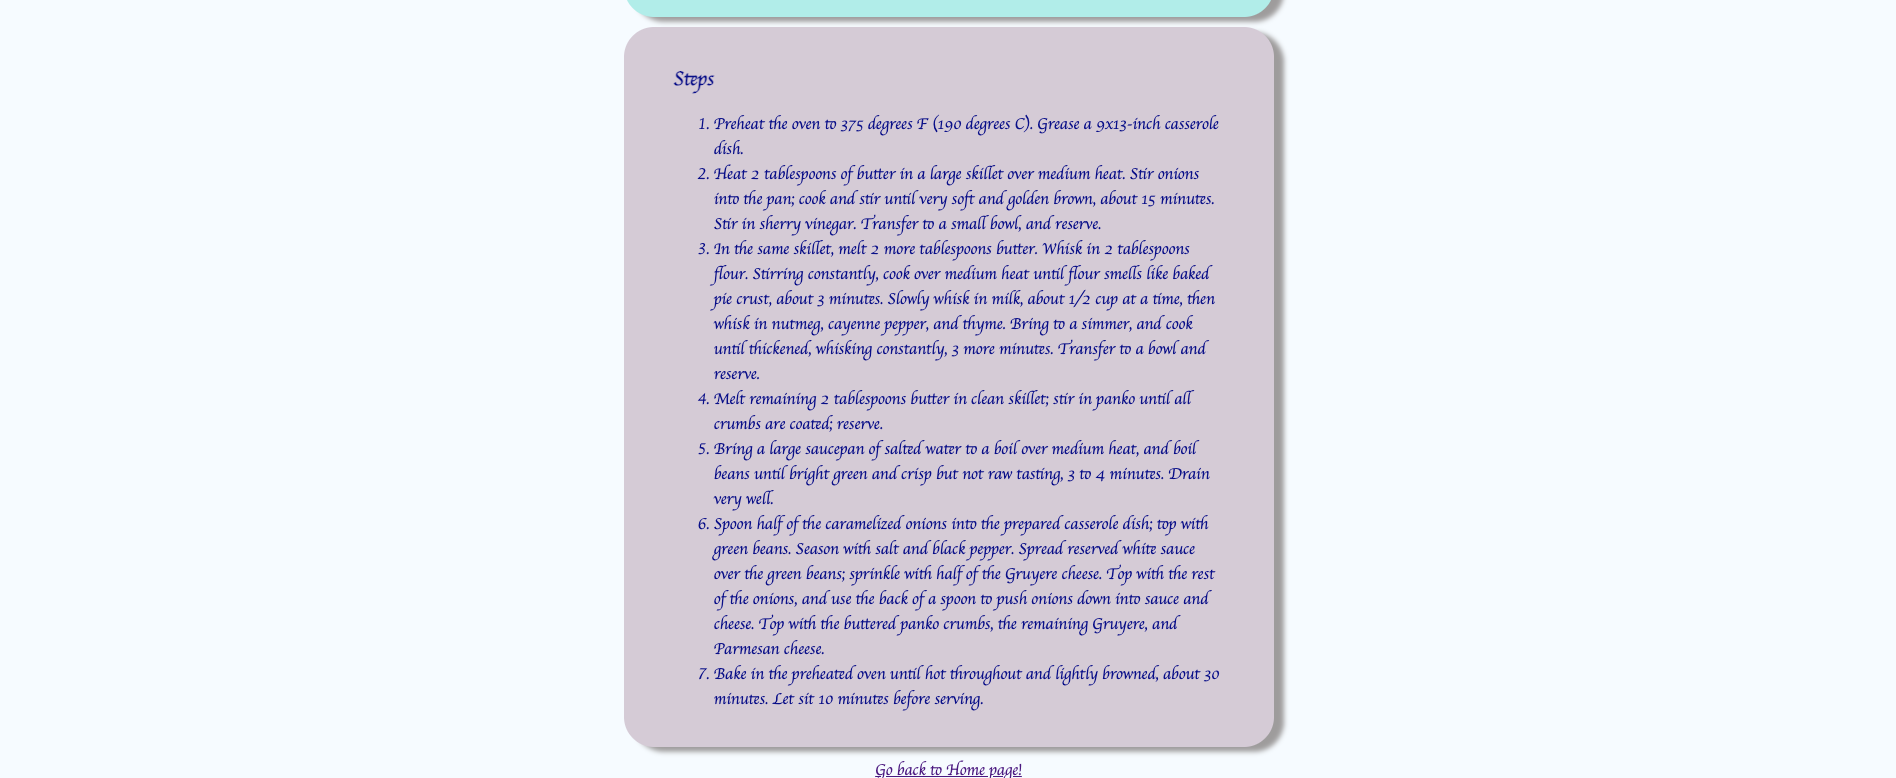 Steps
1. Preheat the oven to 375 degrees F (190 degrees C). Grease a 9x13-inch casserole
dish.
2. Heat 2 tablespoons of butter in a large skillet over medium heat. Stir onions
into the pan; cook and stir until very soft and golden brown, about 15 minutes.
Stir in sherry vinegar. Transfer to a small bowl, and reserve.
3. In the same skillet, melt 2 more tablespoons butter. Whisk in 2 tablespoons
flour. Stirring constantly, cook over medium heat until flour smells like baked
pie crust, about 3 minutes. Slowly whisk in milk, about 1/2 cup at a time, then
whisk in nutmeg, cayenne pepper, and thyme. Bring to a simmer, and cook
until thickened, whisking constantly, 3 more minutes. Transfer to a bowl and
reserve.
4. Melt remaining 2 tablespoons butter in clean skillet; stir in panko until all
crumbs are coated; reserve.
5. Bring a large saucepan of salted water to a boil over medium heat, and boil
beans until bright green and crisp but not raw tasting, 3 to 4 minutes. Drain
very well.
6. Spoon half of the caramelized onions into the prepared casserole dish; top with
green beans. Season with salt and black pepper. Spread reserved white sauce
over the green beans; sprinkle with half of the Gruyere cheese. Top with the rest
of the onions, and use the back of a spoon to push onions down into sauce and
cheese. Top with the buttered panko crumbs, the remaining Gruyere, and
Parmesan cheese.
7. Bake in the preheated oven until hot throughout and lightly browned, about 30
minutes. Let sit 10 minutes before serving.
Go back to Home page!